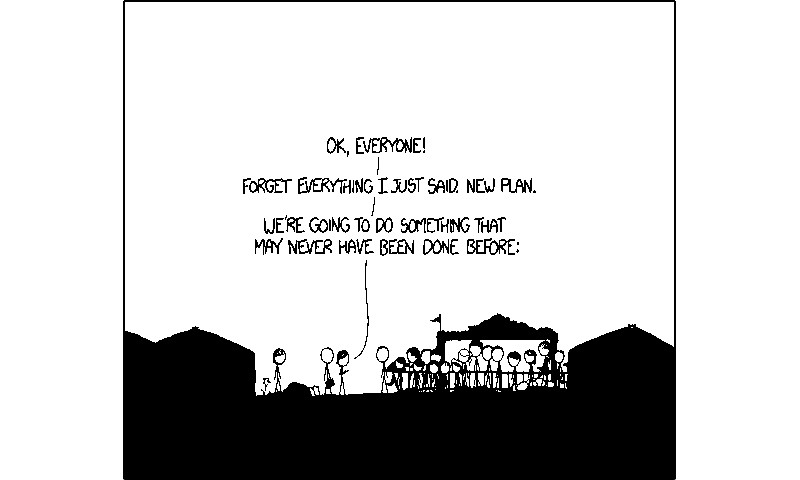 OK, EVERYONE!
FORGET EVERYTHING I JUST SAID. NEW PLAN.
WE'RE GOING TO DO SOMETHING THAT
MAY NEVER HAVE BEEN DONE BEFORE: